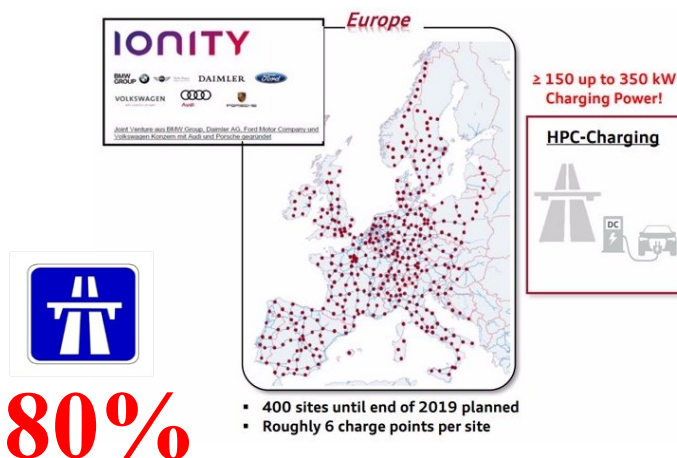 Europe
IONITY
BMW
GROUP
DAIMLER
Ford
VOLKSWAGEN
Audi
PORSCHE
Joint Venture aus BMW Group, Daimler AG, Ford Motor Company und
Volkswagen Konzern mit Audi und Porsche gegründet
≥ 150 up to 350 kW
Charging Power!
HPC-Charging
DC
80%
▪ 400 sites until end of 2019 planned
▪ Roughly 6 charge points per site